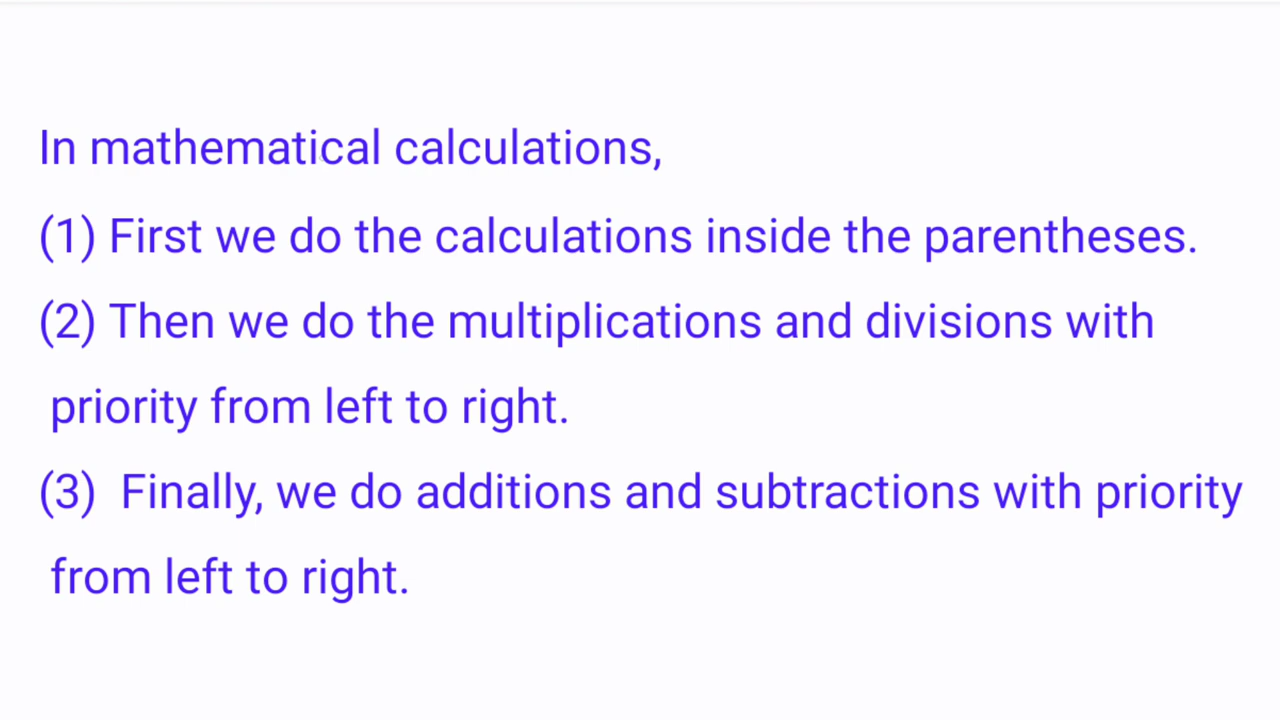 In mathematical calculations,
(1) First we do the calculations inside the parentheses.
(2) Then we do the multiplications and divisions with
priority from left to right.
(3) Finally, we do additions and subtractions with priority
from left to right.